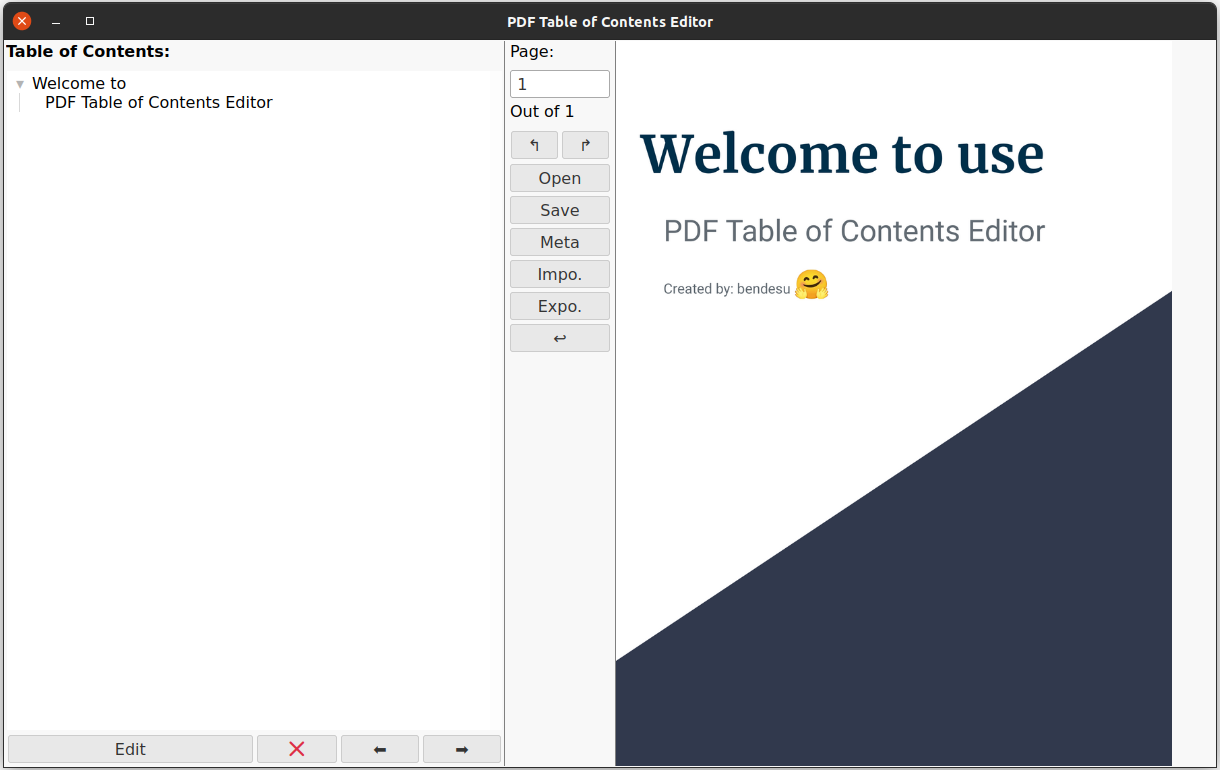 PDF Table of Contents Editor
Table of Contents:
Welcome to
PDF Table of Contents Editor
Edit
Page:
1
Out of 1
Open
Save
Meta
Impo.
Expo.
Welcome to use
PDF Table of Contents Editor
Created by: bendesu